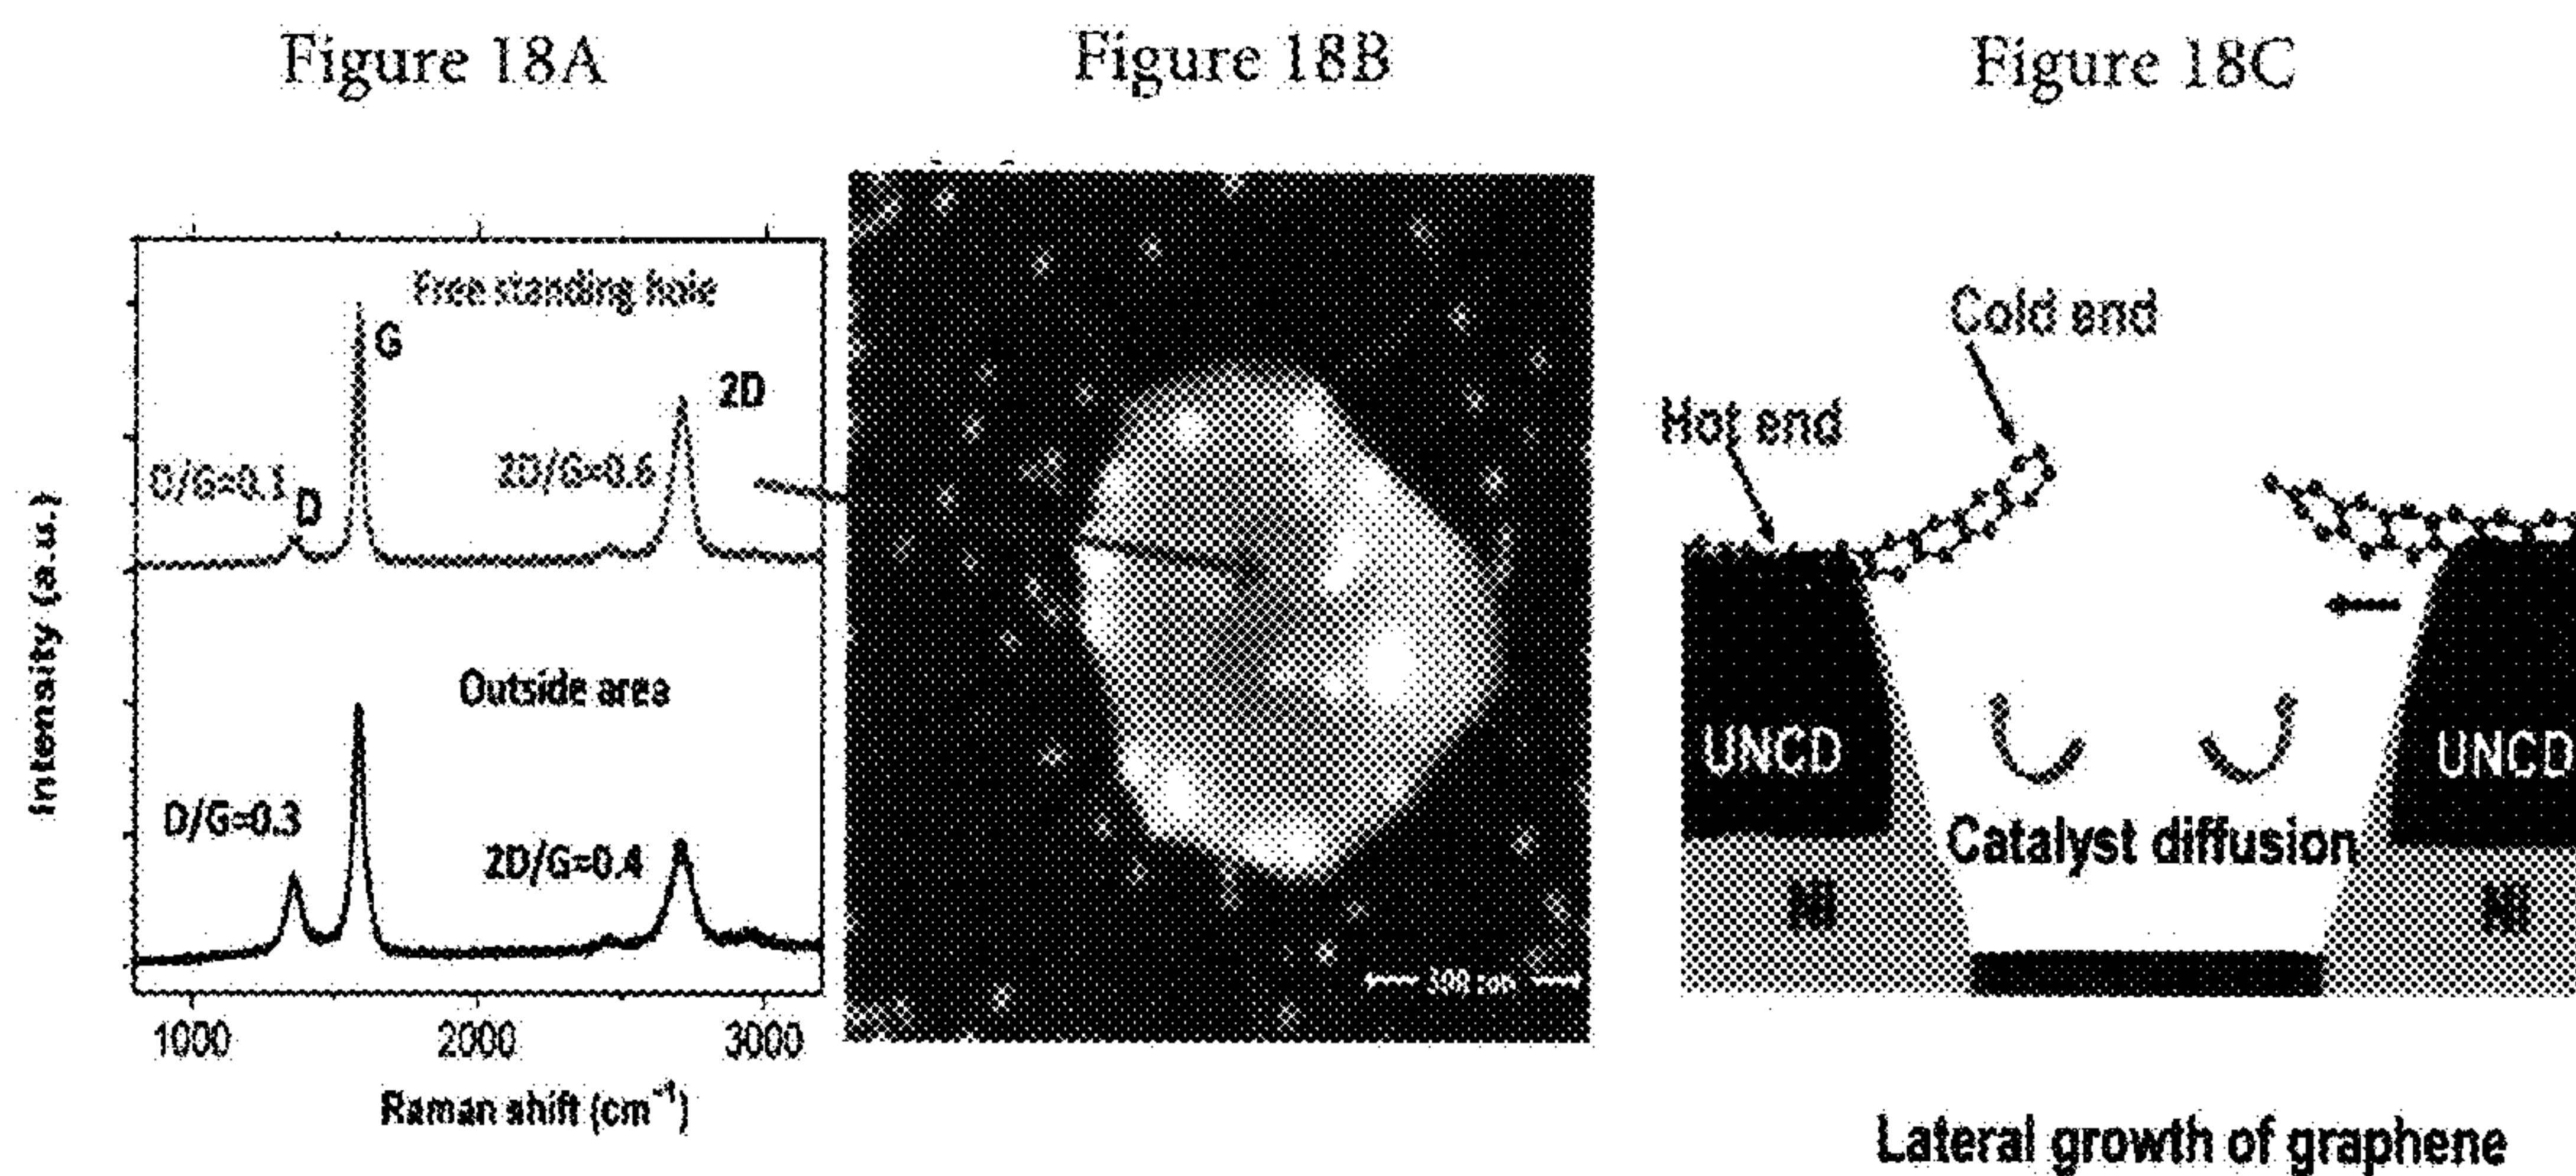 Figure 18A
Figure 18B
Figure 18C
Free standing hole
G
2D
D/G=0.1
D
2D/G=0.6
Outside area
D/G=0.3
2D/G=0.4
Intensity (a.u.)
1000
2000
3000
Raman shift (cm⁻¹)
Cold end
Hot end
UNCD
UNCD
Catalyst diffusion
Ni
Ni
Lateral growth of graphene